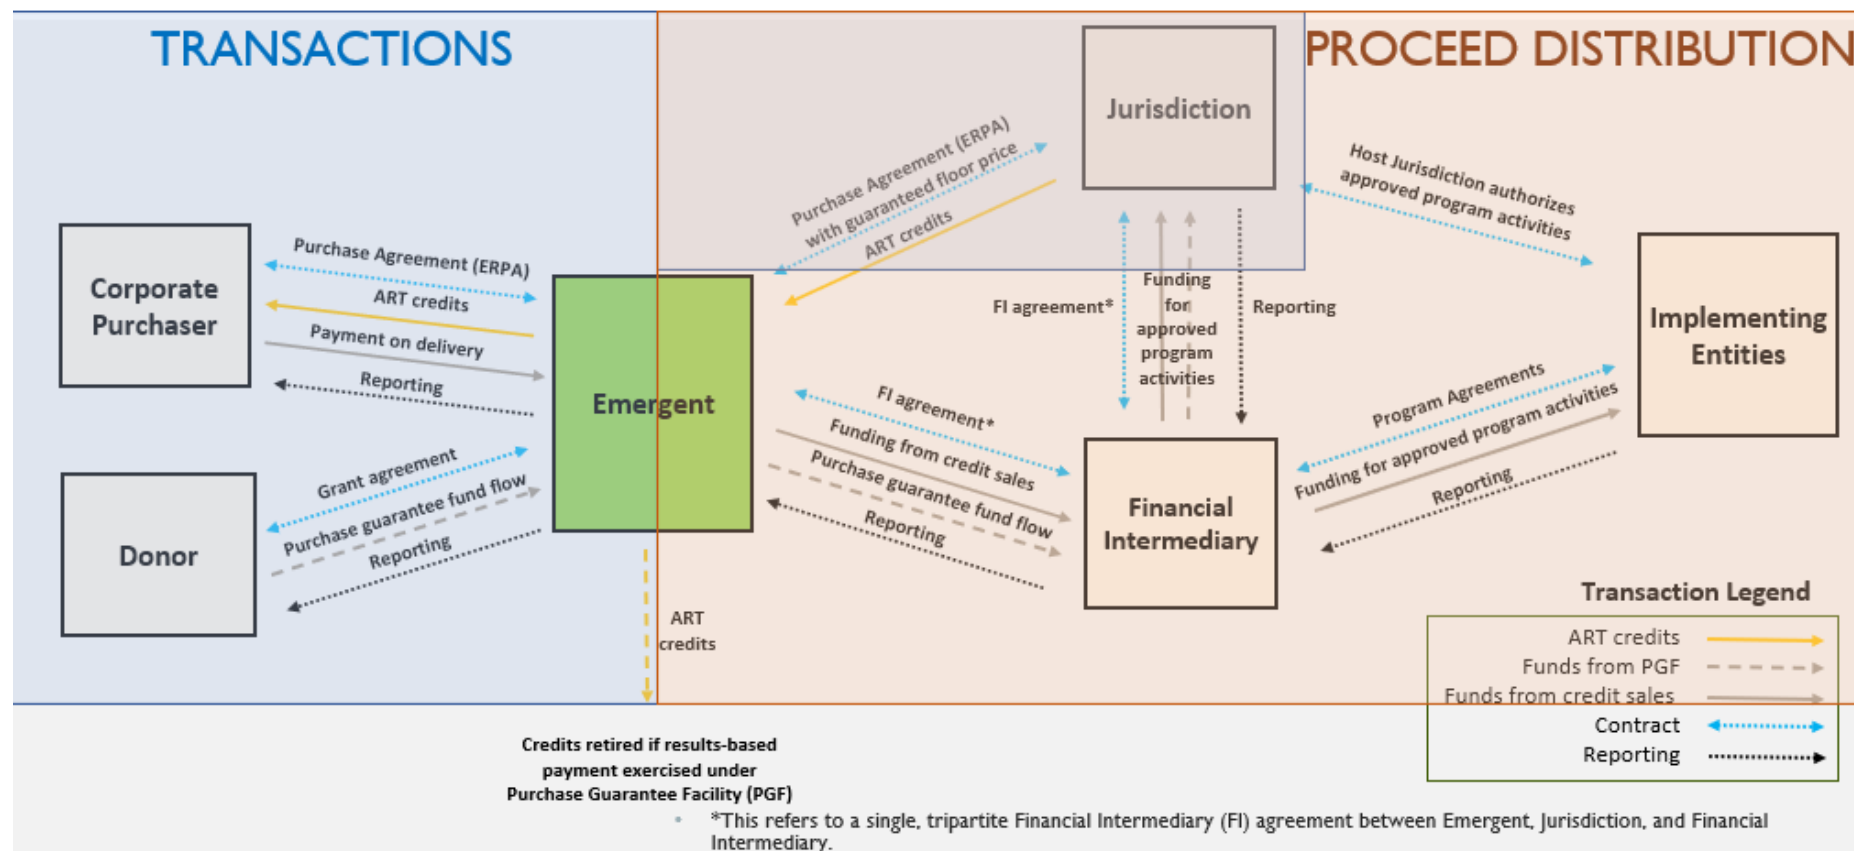 TRANSACTIONS
PROCEED DISTRIBUTION
Jurisdiction
Purchase Agreement (ERPA)
with guaranteed floor price
ART credits
Host Jurisdiction authorizes
approved program activities
Corporate
Purchaser
Purchase Agreement (ERPA)
ART credits
Payment on delivery
Reporting
Emergent
FI agreement*
Funding
for
approved
program
activities
Reporting
Implementing
Entities
Donor
Grant agreement
Purchase guarantee fund flow
Reporting
FI agreement*
Funding from credit sales
Purchase guarantee fund flow
Reporting
Financial
Intermediary
Program Agreements
Funding for approved program activities
Reporting
ART
credits
Transaction Legend
ART credits
Funds from PGF
Funds from credit sales
Contract
Reporting
Credits retired if results-based
payment exercised under
Purchase Guarantee Facility (PGF)
• *This refers to a single, tripartite Financial Intermediary (FI) agreement between Emergent, Jurisdiction, and Financial
Intermediary.